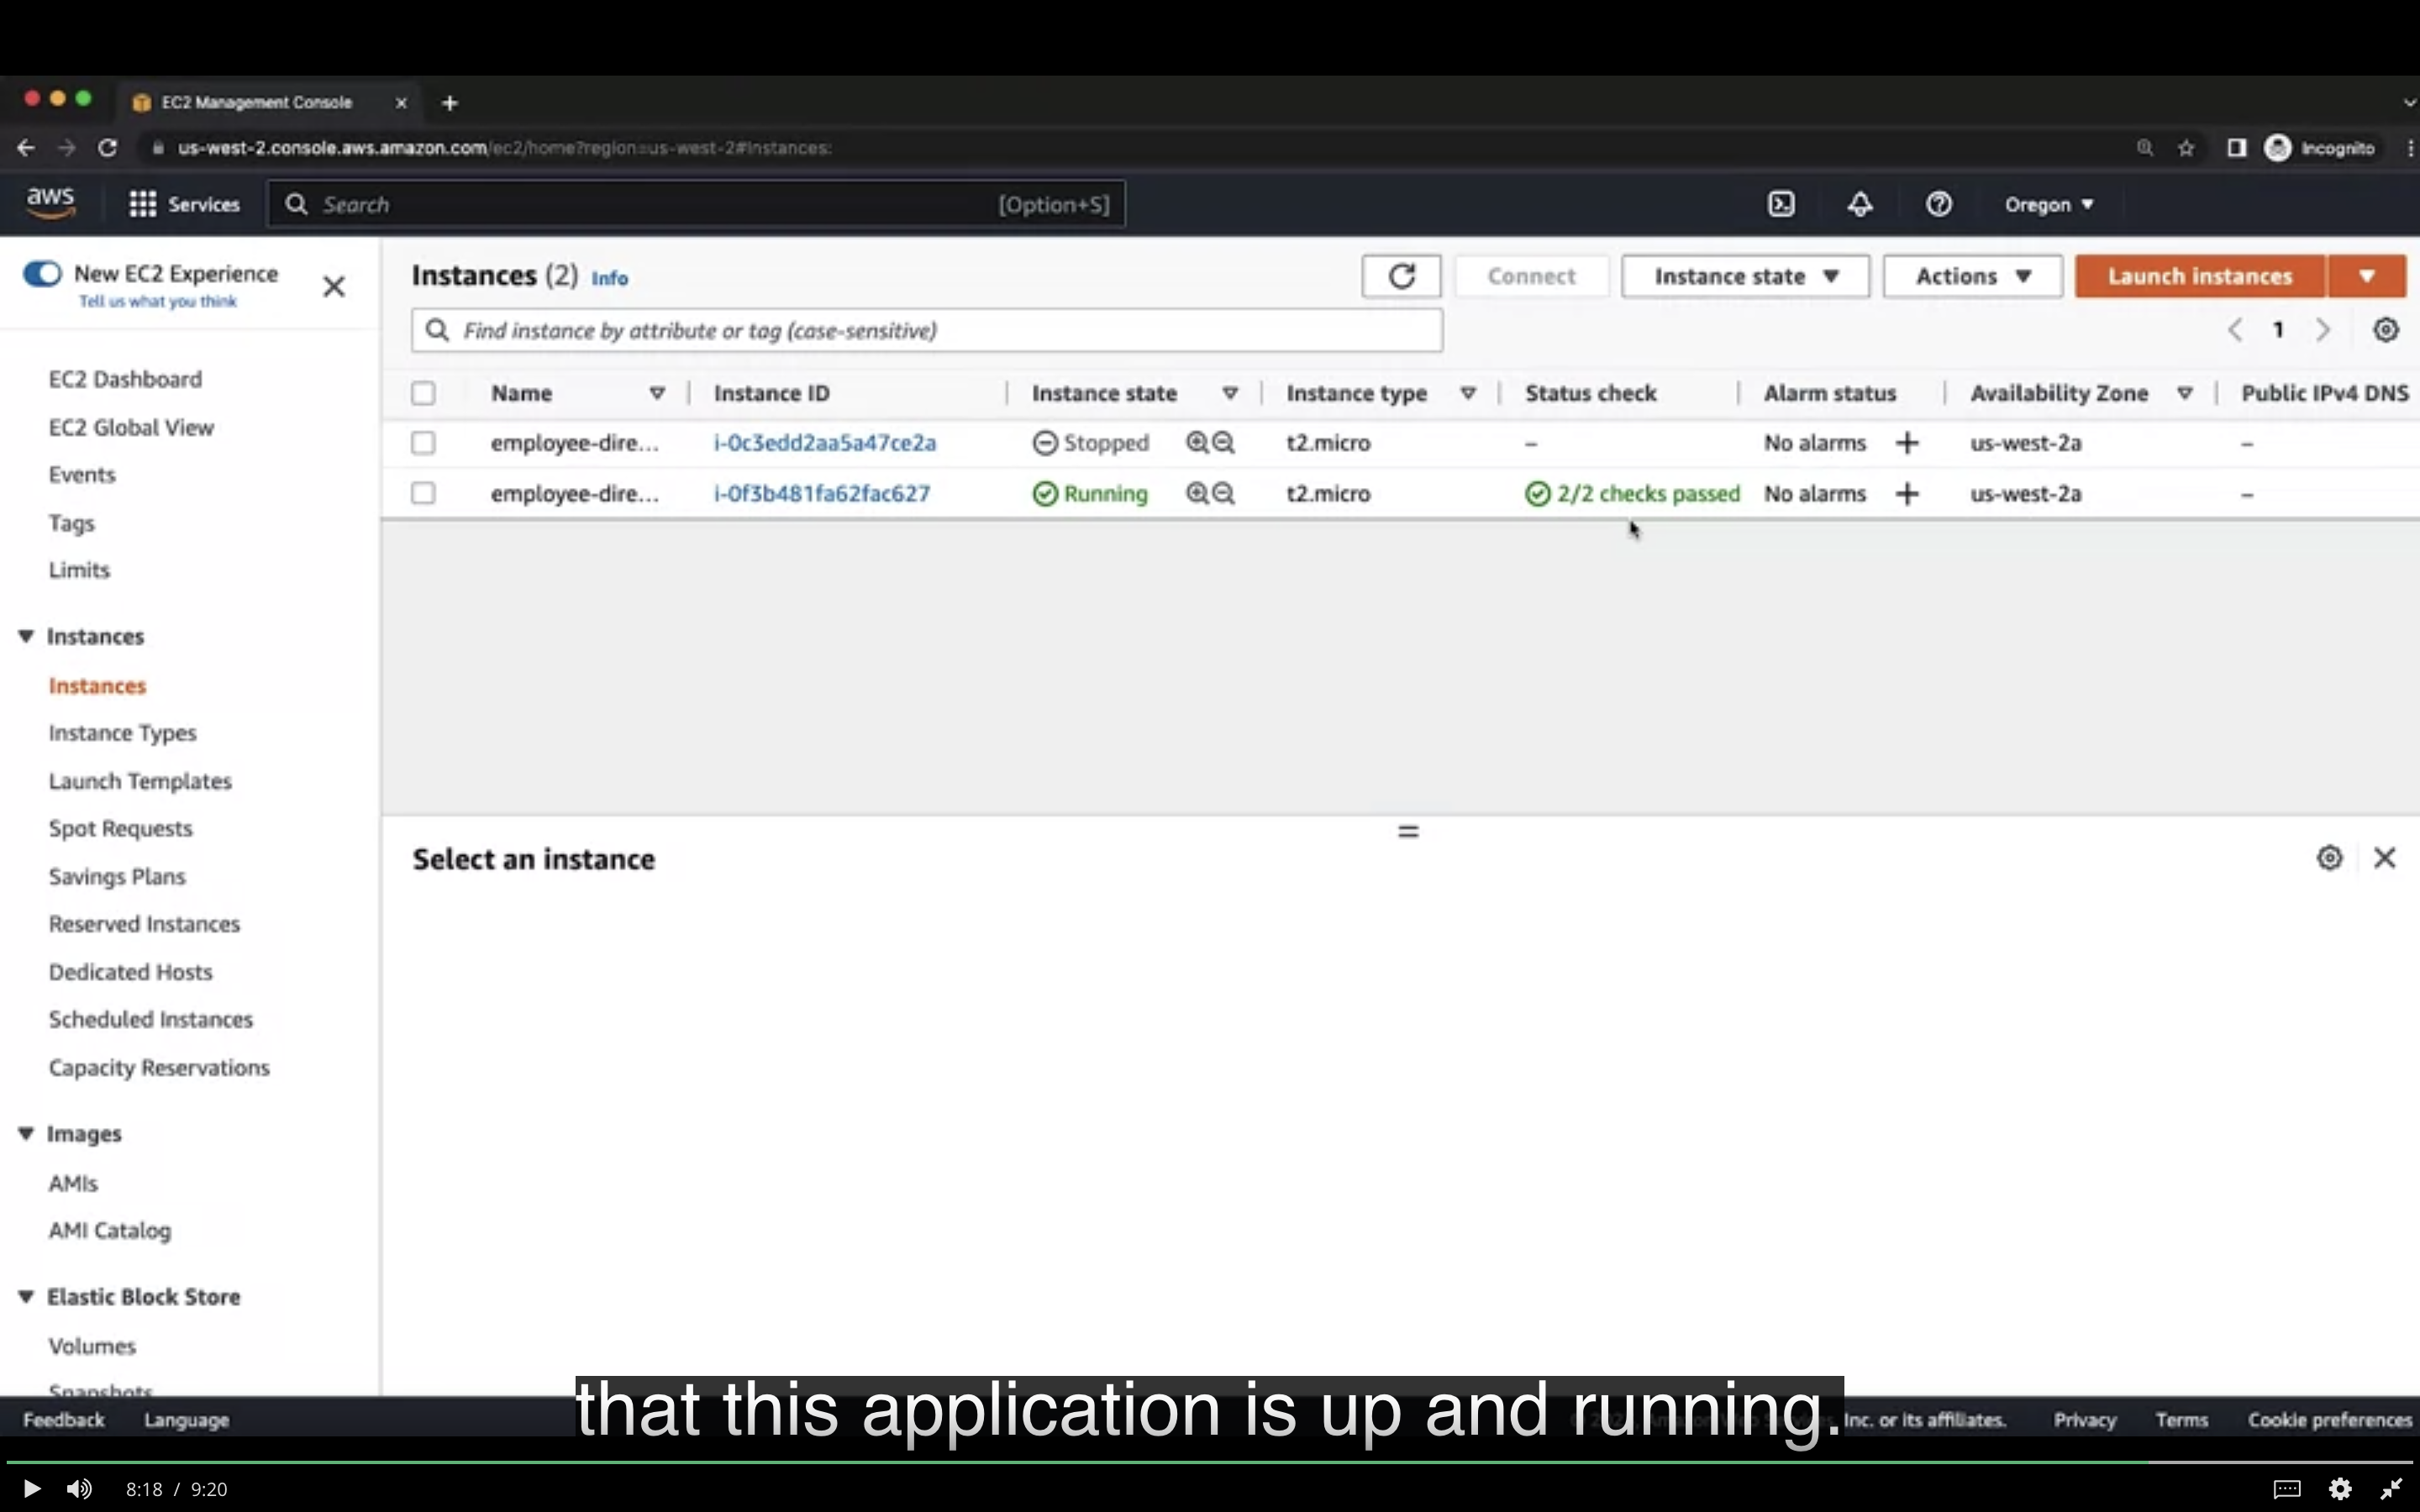 EC2 Management Console
us-west-2.console.aws.amazon.com/ec2/home?region=us-west-2#Instances:
Incognito
aws
Services
Search
[Option+S]
Oregon
New EC2 Experience
Tell us what you think
EC2 Dashboard
EC2 Global View
Events
Tags
Limits
Instances
Instances
Instance Types
Launch Templates
Spot Requests
Savings Plans
Reserved Instances
Dedicated Hosts
Scheduled Instances
Capacity Reservations
Images
AMIs
AMI Catalog
Elastic Block Store
Volumes
Snapshots
Instances (2) Info
Connect
Instance state
Actions
Launch instances
Find instance by attribute or tag (case-sensitive)
1
Name Instance ID Instance state Instance type Status check Alarm status Availability Zone Public IPv4 DNS
employee-dire... i-0c3edd2aa5a47ce2a Stopped t2.micro – No alarms + us-west-2a –
employee-dire... i-0f3b481fa62fac627 Running t2.micro 2/2 checks passed No alarms + us-west-2a –
Select an instance
that this application is up and running.
Feedback Language Inc. or its affiliates. Privacy Terms Cookie preferences
8:18 / 9:20